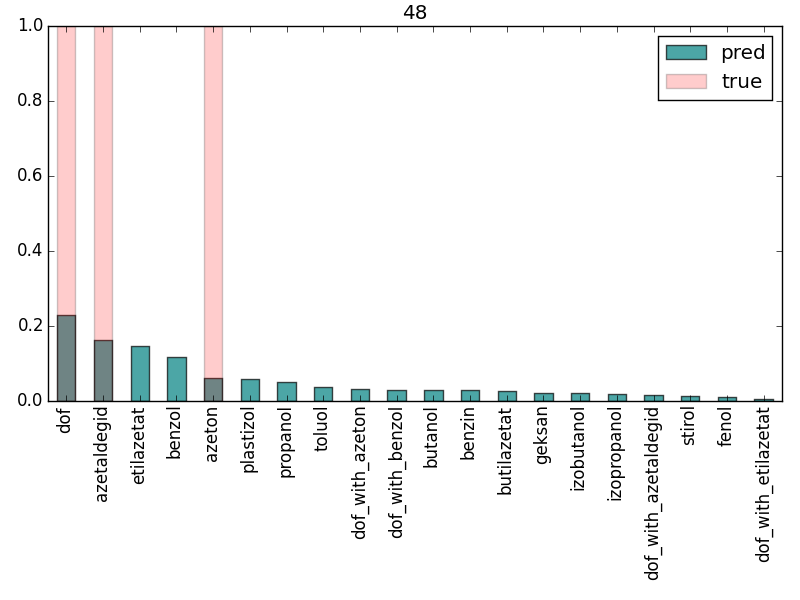 48
1.0
0.8
0.6
0.4
0.2
0.0
pred
true
dof
azetaldegid
etilazetat
benzol
azeton
plastizol
propanol
toluol
dof_with_azeton
dof_with_benzol
butanol
benzin
butilazetat
geksan
izobutanol
izopropanol
dof_with_azetaldegid
stirol
fenol
dof_with_etilazetat